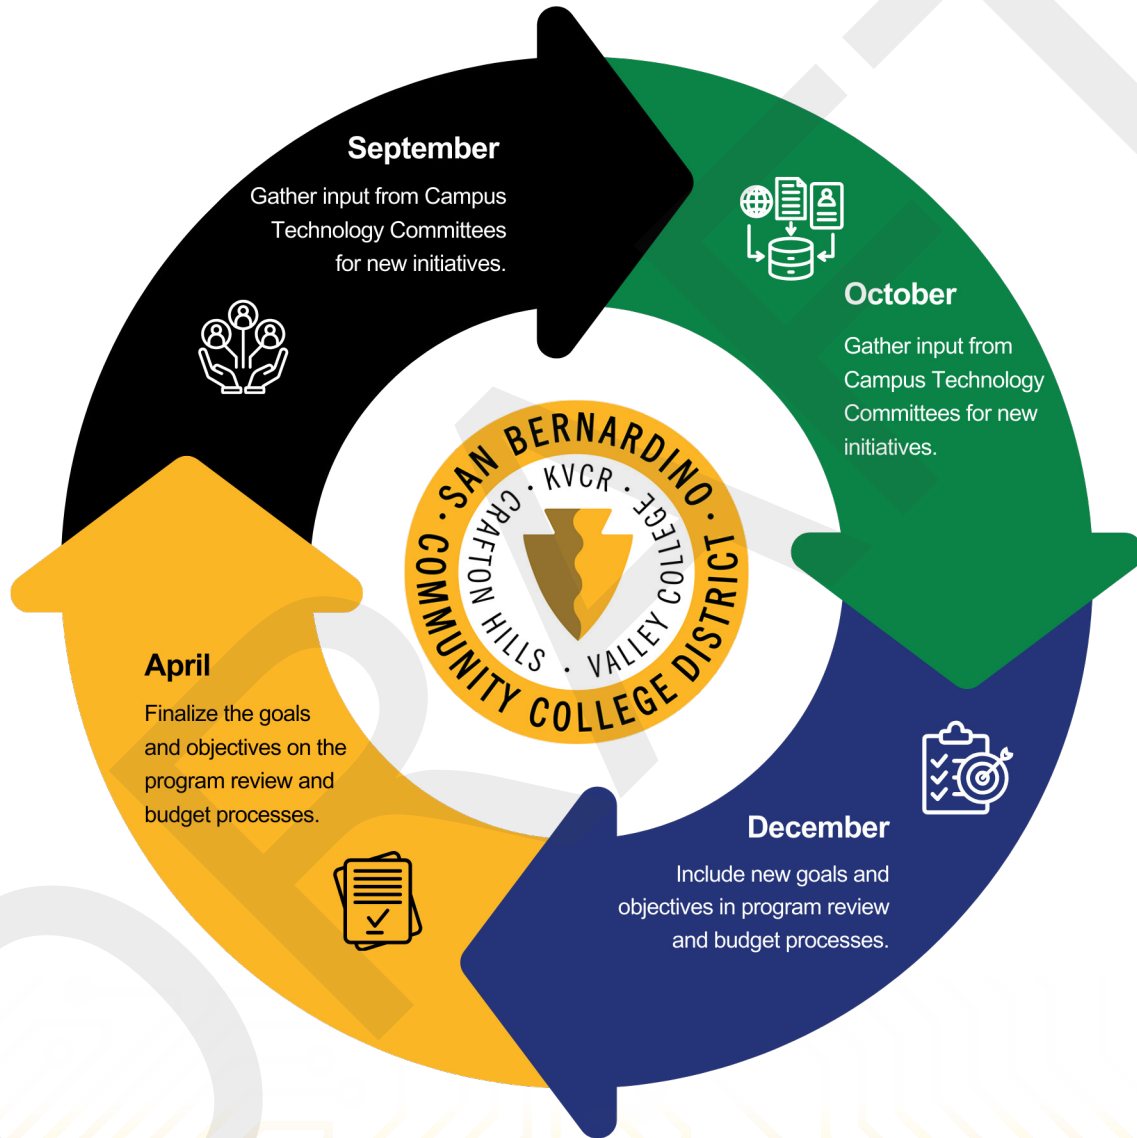 September
Gather input from Campus
Technology Committees
for new initiatives.
October
Gather input from
Campus Technology
Committees for new
initiatives.
December
Include new goals and
objectives in program review
and budget processes.
April
Finalize the goals
and objectives on the
program review and
budget processes.
· SAN BERNARDINO ·
COMMUNITY COLLEGE DISTRICT
CRAFTON HILLS · KVCR · VALLEY COLLEGE ·
DRAFT